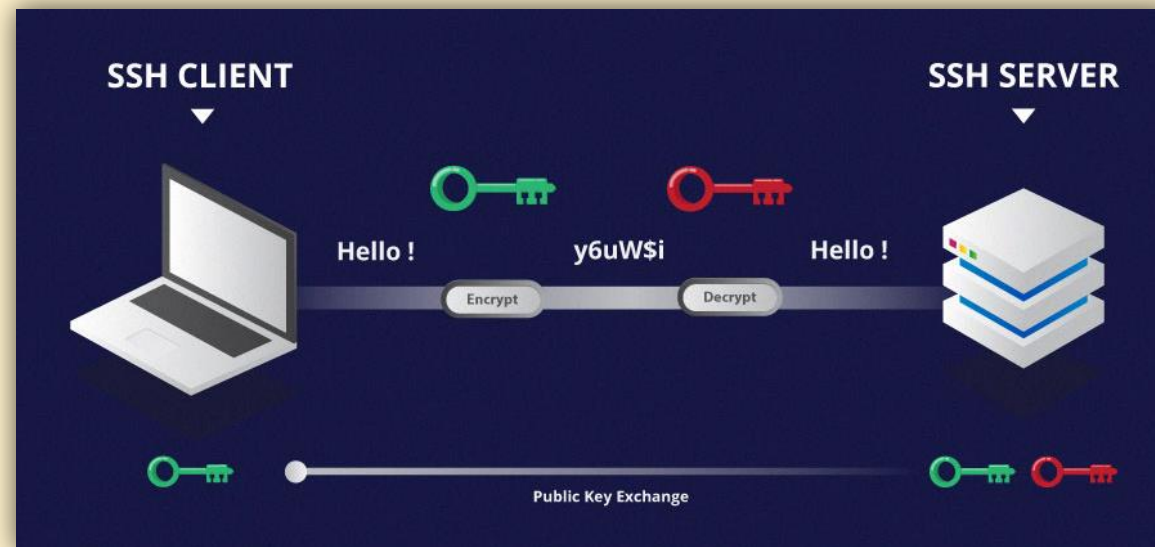 SSH CLIENT
SSH SERVER
Hello !
y6uW$i
Hello !
Encrypt
Decrypt
Public Key Exchange